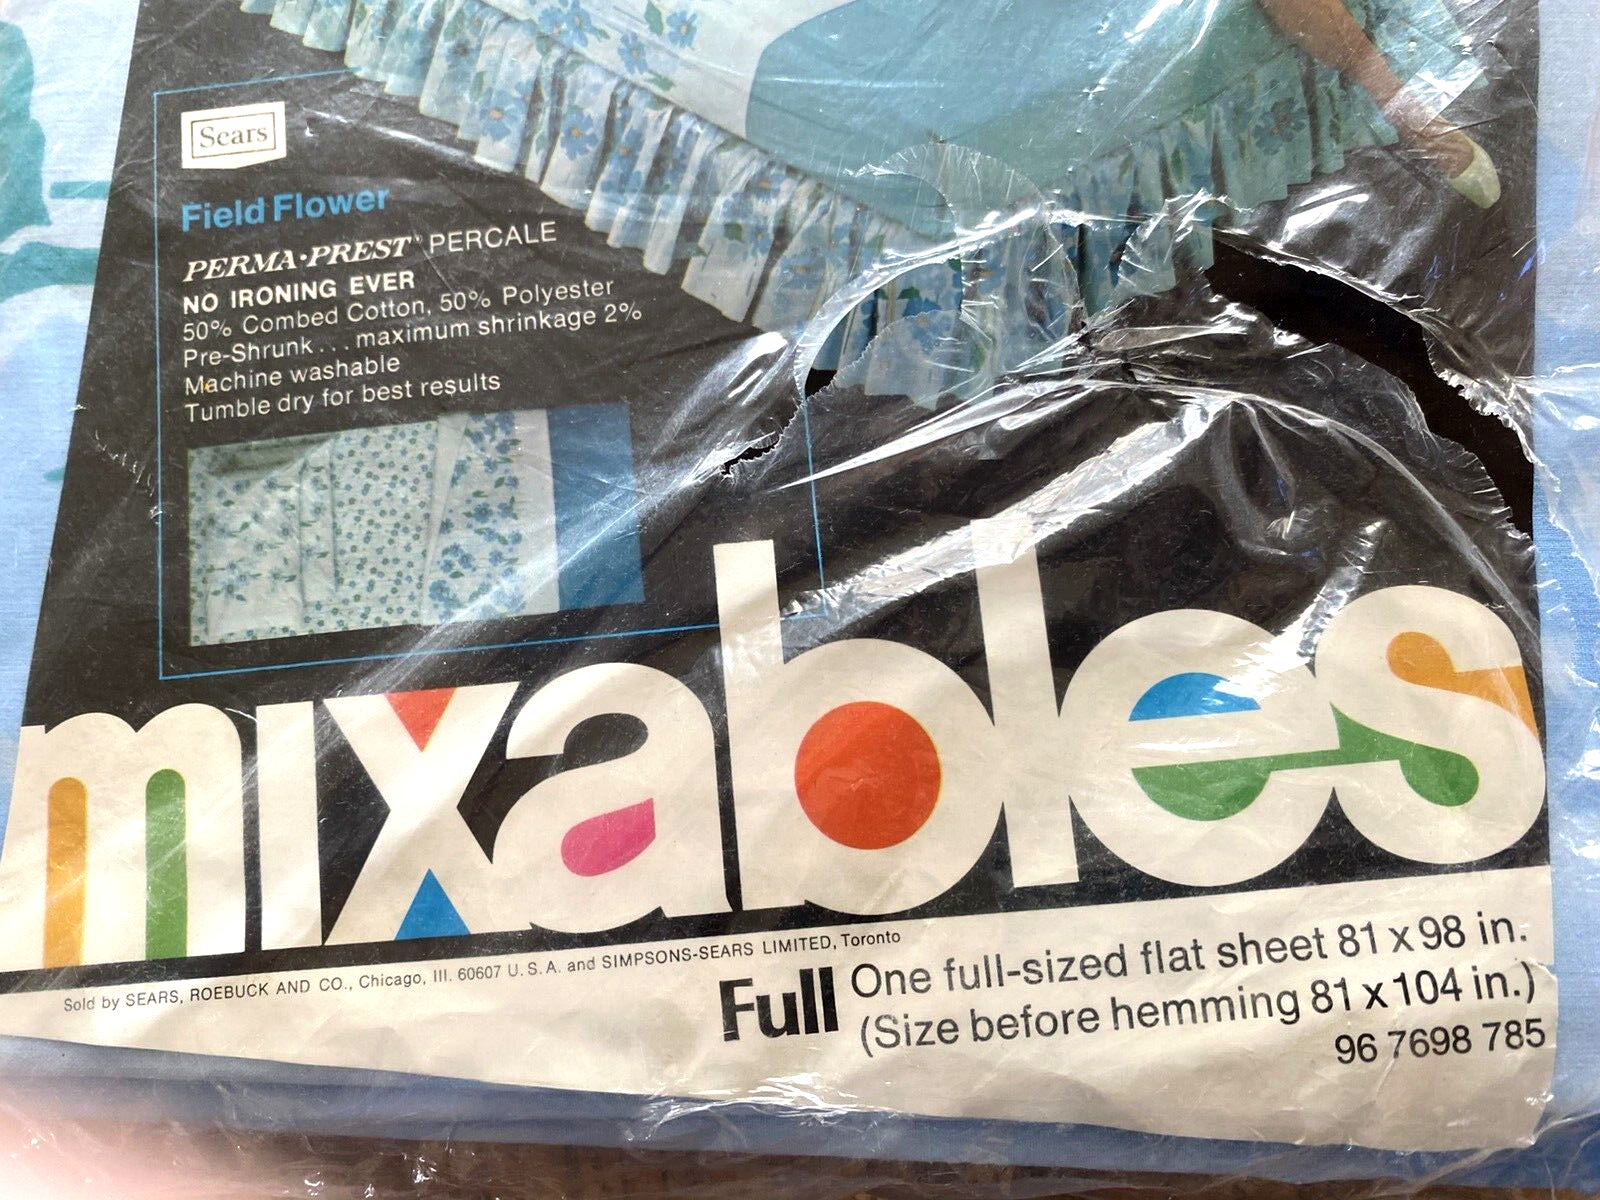 Sears
Field Flower
PERMA·PREST™ PERCALE
NO IRONING EVER
50% Combed Cotton, 50% Polyester
Pre-Shrunk . . . maximum shrinkage 2%
Machine washable
Tumble dry for best results
mixables
Sold by SEARS, ROEBUCK AND CO., Chicago, Ill. 60607 U.S.A. and SIMPSONS-SEARS LIMITED, Toronto
Full One full-sized flat sheet 81 x 98 in.
(Size before hemming 81 x 104 in.)
96 7698 785